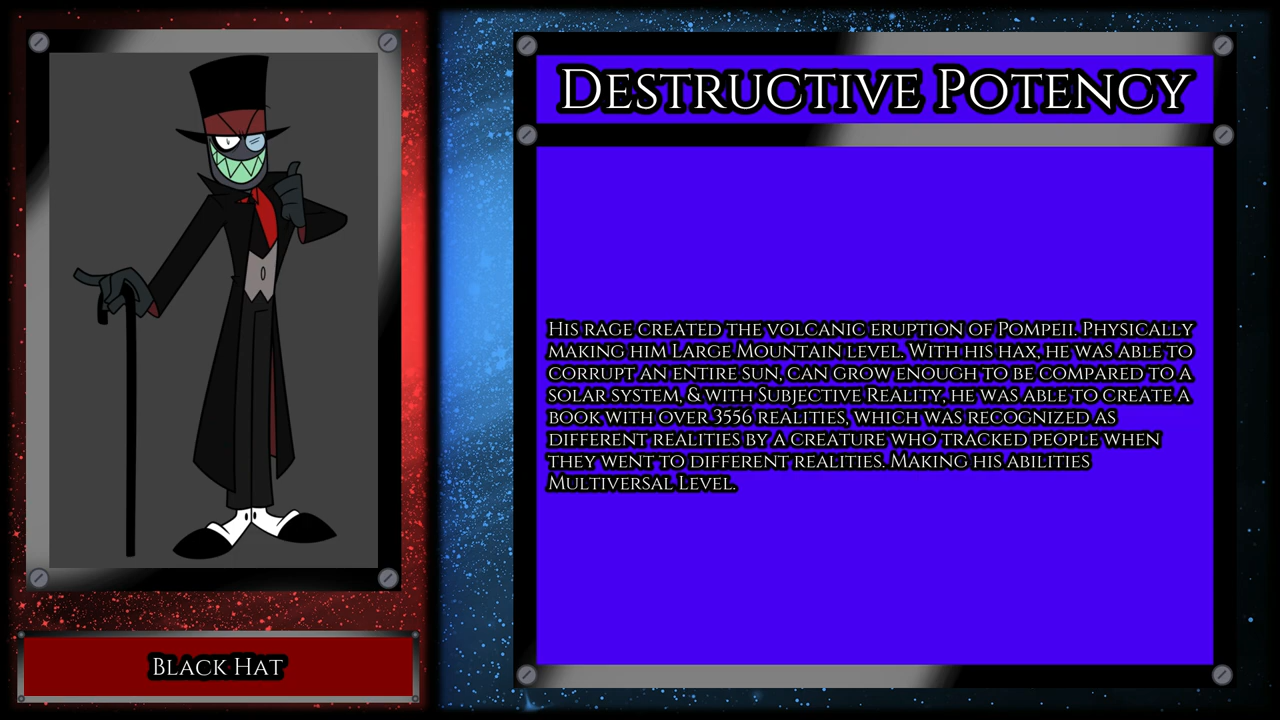 Destructive Potency
His rage created the volcanic eruption of Pompeii. Physically
making him Large Mountain level. With his hax, he was able to
corrupt an entire sun, can grow enough to be compared to a
solar system, & with Subjective Reality, he was able to create a
book with over 3556 realities, which was recognized as
different realities by a creature who tracked people when
they went to different realities. Making his abilities
Multiversal Level.
Black Hat